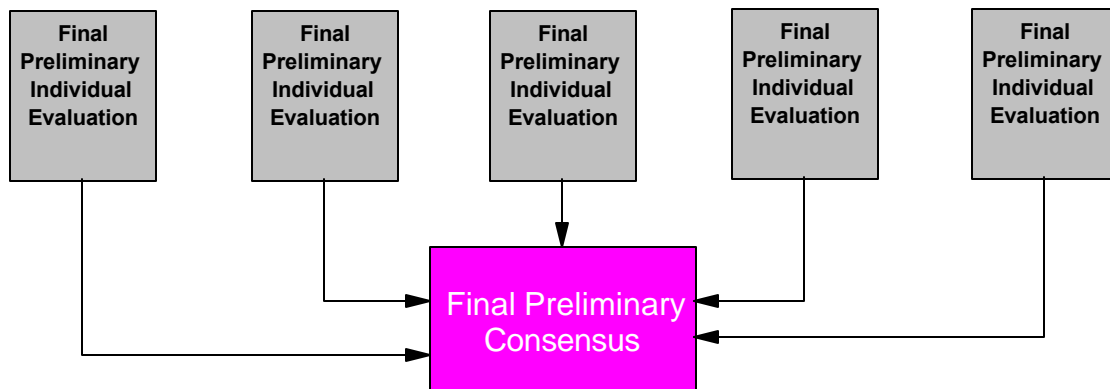 Final
Preliminary
Individual
Evaluation
Final
Preliminary
Individual
Evaluation
Final
Preliminary
Individual
Evaluation
Final
Preliminary
Individual
Evaluation
Final
Preliminary
Individual
Evaluation
Final Preliminary
Consensus